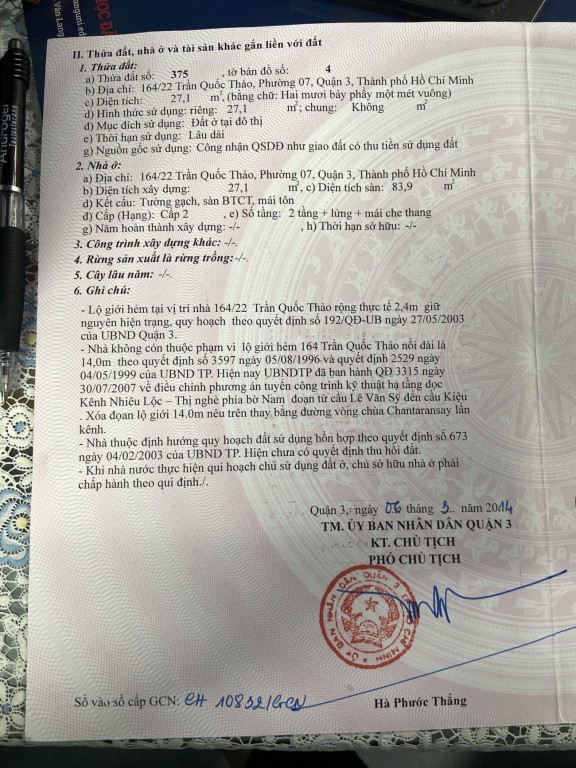 II. Thửa đất, nhà ở và tài sản khác gắn liền với đất
1. Thửa đất:
a) Thửa đất số: 375 , tờ bản đồ số: 4
b) Địa chỉ: 164/22 Trần Quốc Thảo, Phường 07, Quận 3, Thành phố Hồ Chí Minh
c) Diện tích: 27,1 m², (bằng chữ: Hai mươi bảy phẩy một mét vuông)
d) Hình thức sử dụng: riêng: 27,1 m²; chung: Không m²
đ) Mục đích sử dụng: Đất ở tại đô thị
e) Thời hạn sử dụng: Lâu dài
g) Nguồn gốc sử dụng: Công nhận QSDĐ như giao đất có thu tiền sử dụng đất
2. Nhà ở:
a) Địa chỉ: 164/22 Trần Quốc Thảo, Phường 07, Quận 3, Thành phố Hồ Chí Minh
b) Diện tích xây dựng: 27,1 m², c) Diện tích sàn: 83,9 m²
d) Kết cấu: Tường gạch, sàn BTCT, mái tôn
đ) Cấp (Hạng): Cấp 2 , e) Số tầng: 2 tầng + lửng + mái che thang
g) Năm hoàn thành xây dựng: -/- , h) Thời hạn sở hữu: -/-
3. Công trình xây dựng khác: -/-.
4. Rừng sản xuất là rừng trồng:-/-.
5. Cây lâu năm: -/-.
6. Ghi chú:
- Lộ giới hẻm tại vị trí nhà 164/22 Trần Quốc Thảo rộng thực tế 2,4m giữ
nguyên hiện trạng, quy hoạch theo quyết định số 192/QĐ-UB ngày 27/05/2003
của UBND Quận 3.
- Nhà không còn thuộc phạm vi lộ giới hẻm 164 Trần Quốc Thảo nối dài là
14,0m theo quyết định số 3597 ngày 05/08/1996 và quyết định 2529 ngày
04/05/1999 của UBND TP. Hiện nay UBNDTP đã ban hành QĐ 3315 ngày
30/07/2007 về điều chỉnh phương án tuyến công trình kỹ thuật hạ tầng dọc
Kênh Nhiêu Lộc – Thị nghè phía bờ Nam đoạn từ cầu Lê Văn Sỹ đến cầu Kiệu
. Xóa đọan lộ giới 14.0m nêu trên thay bằng đường vòng chùa Chantaransay lấn
kênh.
- Nhà thuộc định hướng quy hoạch đất sử dụng hỗn hợp theo quyết định số 673
ngày 04/02/2003 của UBND TP. Hiện chưa có quyết định thu hồi đất.
- Khi nhà nước thực hiện qui hoạch chủ sử dụng đất ở, chủ sở hữu nhà ở phải
chấp hành theo qui định./.
Quận 3, ngày 06 tháng 3.. năm 2014
TM. ỦY BAN NHÂN DÂN QUẬN 3
KT. CHỦ TỊCH
PHÓ CHỦ TỊCH
ỦY BAN NHÂN DÂN QUẬN 3 T.P HỒ CHÍ MINH
Số vào sổ cấp GCN: CH 10832/GCN
Hà Phước Thắng